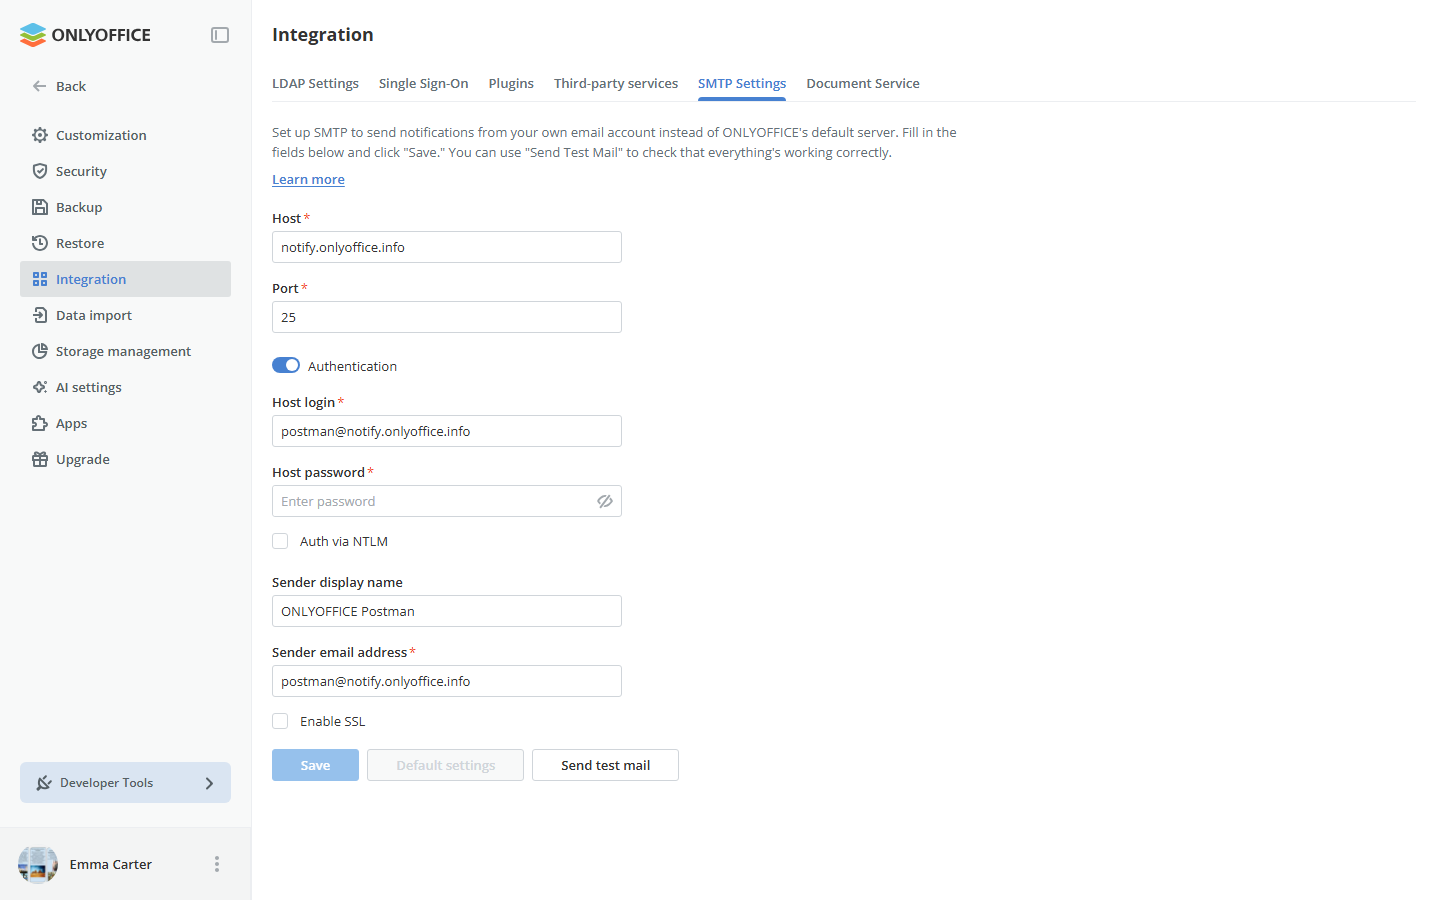 ONLYOFFICE
Back
Customization
Security
Backup
Restore
Integration
Data import
Storage management
AI settings
Apps
Upgrade
Developer Tools
Emma Carter
Integration
LDAP Settings
Single Sign-On
Plugins
Third-party services
SMTP Settings
Document Service
Set up SMTP to send notifications from your own email account instead of ONLYOFFICE's default server. Fill in the
fields below and click "Save." You can use "Send Test Mail" to check that everything's working correctly.
Learn more
Host *
notify.onlyoffice.info
Port *
25
Authentication
Host login *
postman@notify.onlyoffice.info
Host password *
Enter password
Auth via NTLM
Sender display name
ONLYOFFICE Postman
Sender email address *
postman@notify.onlyoffice.info
Enable SSL
Save
Default settings
Send test mail